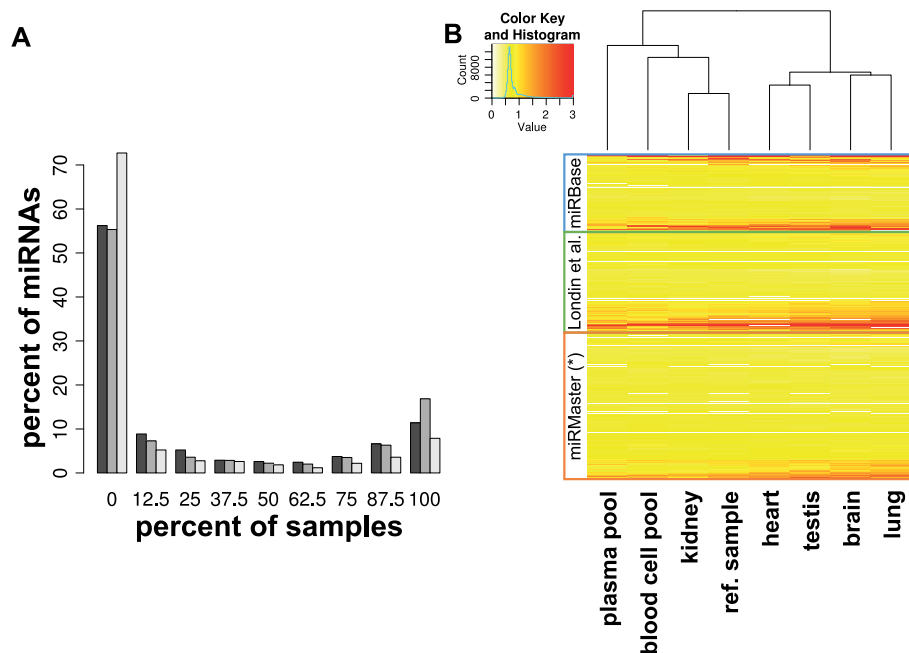 A
percent of miRNAs
70
60
50
40
30
20
10
0
0 12.5 25 37.5 50 62.5 75 87.5 100
percent of samples
B
Color Key
and Histogram
Count
0 8000
0 1 2 3
Value
miRBase
Londin et al.
miRMaster (*)
plasma pool
blood cell pool
kidney
ref. sample
heart
testis
brain
lung